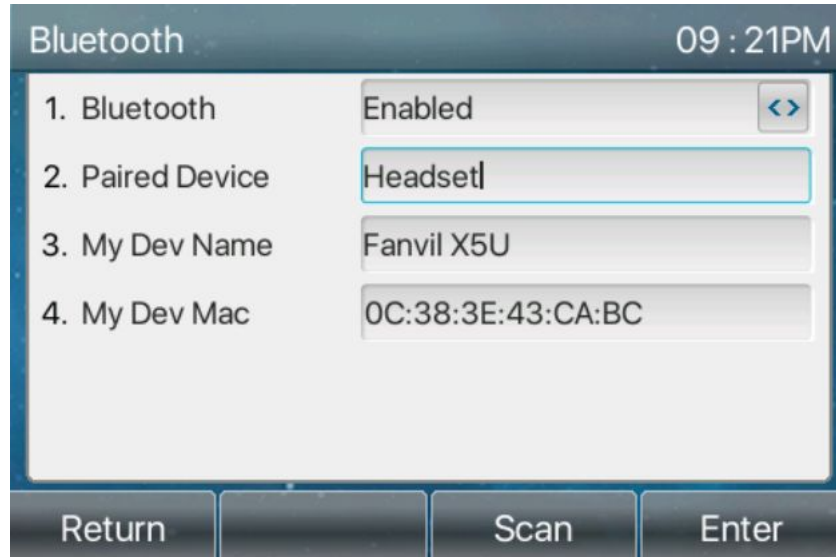 Bluetooth 09 : 21PM
1. Bluetooth Enabled <>
2. Paired Device Headset
3. My Dev Name Fanvil X5U
4. My Dev Mac 0C:38:3E:43:CA:BC
Return Scan Enter